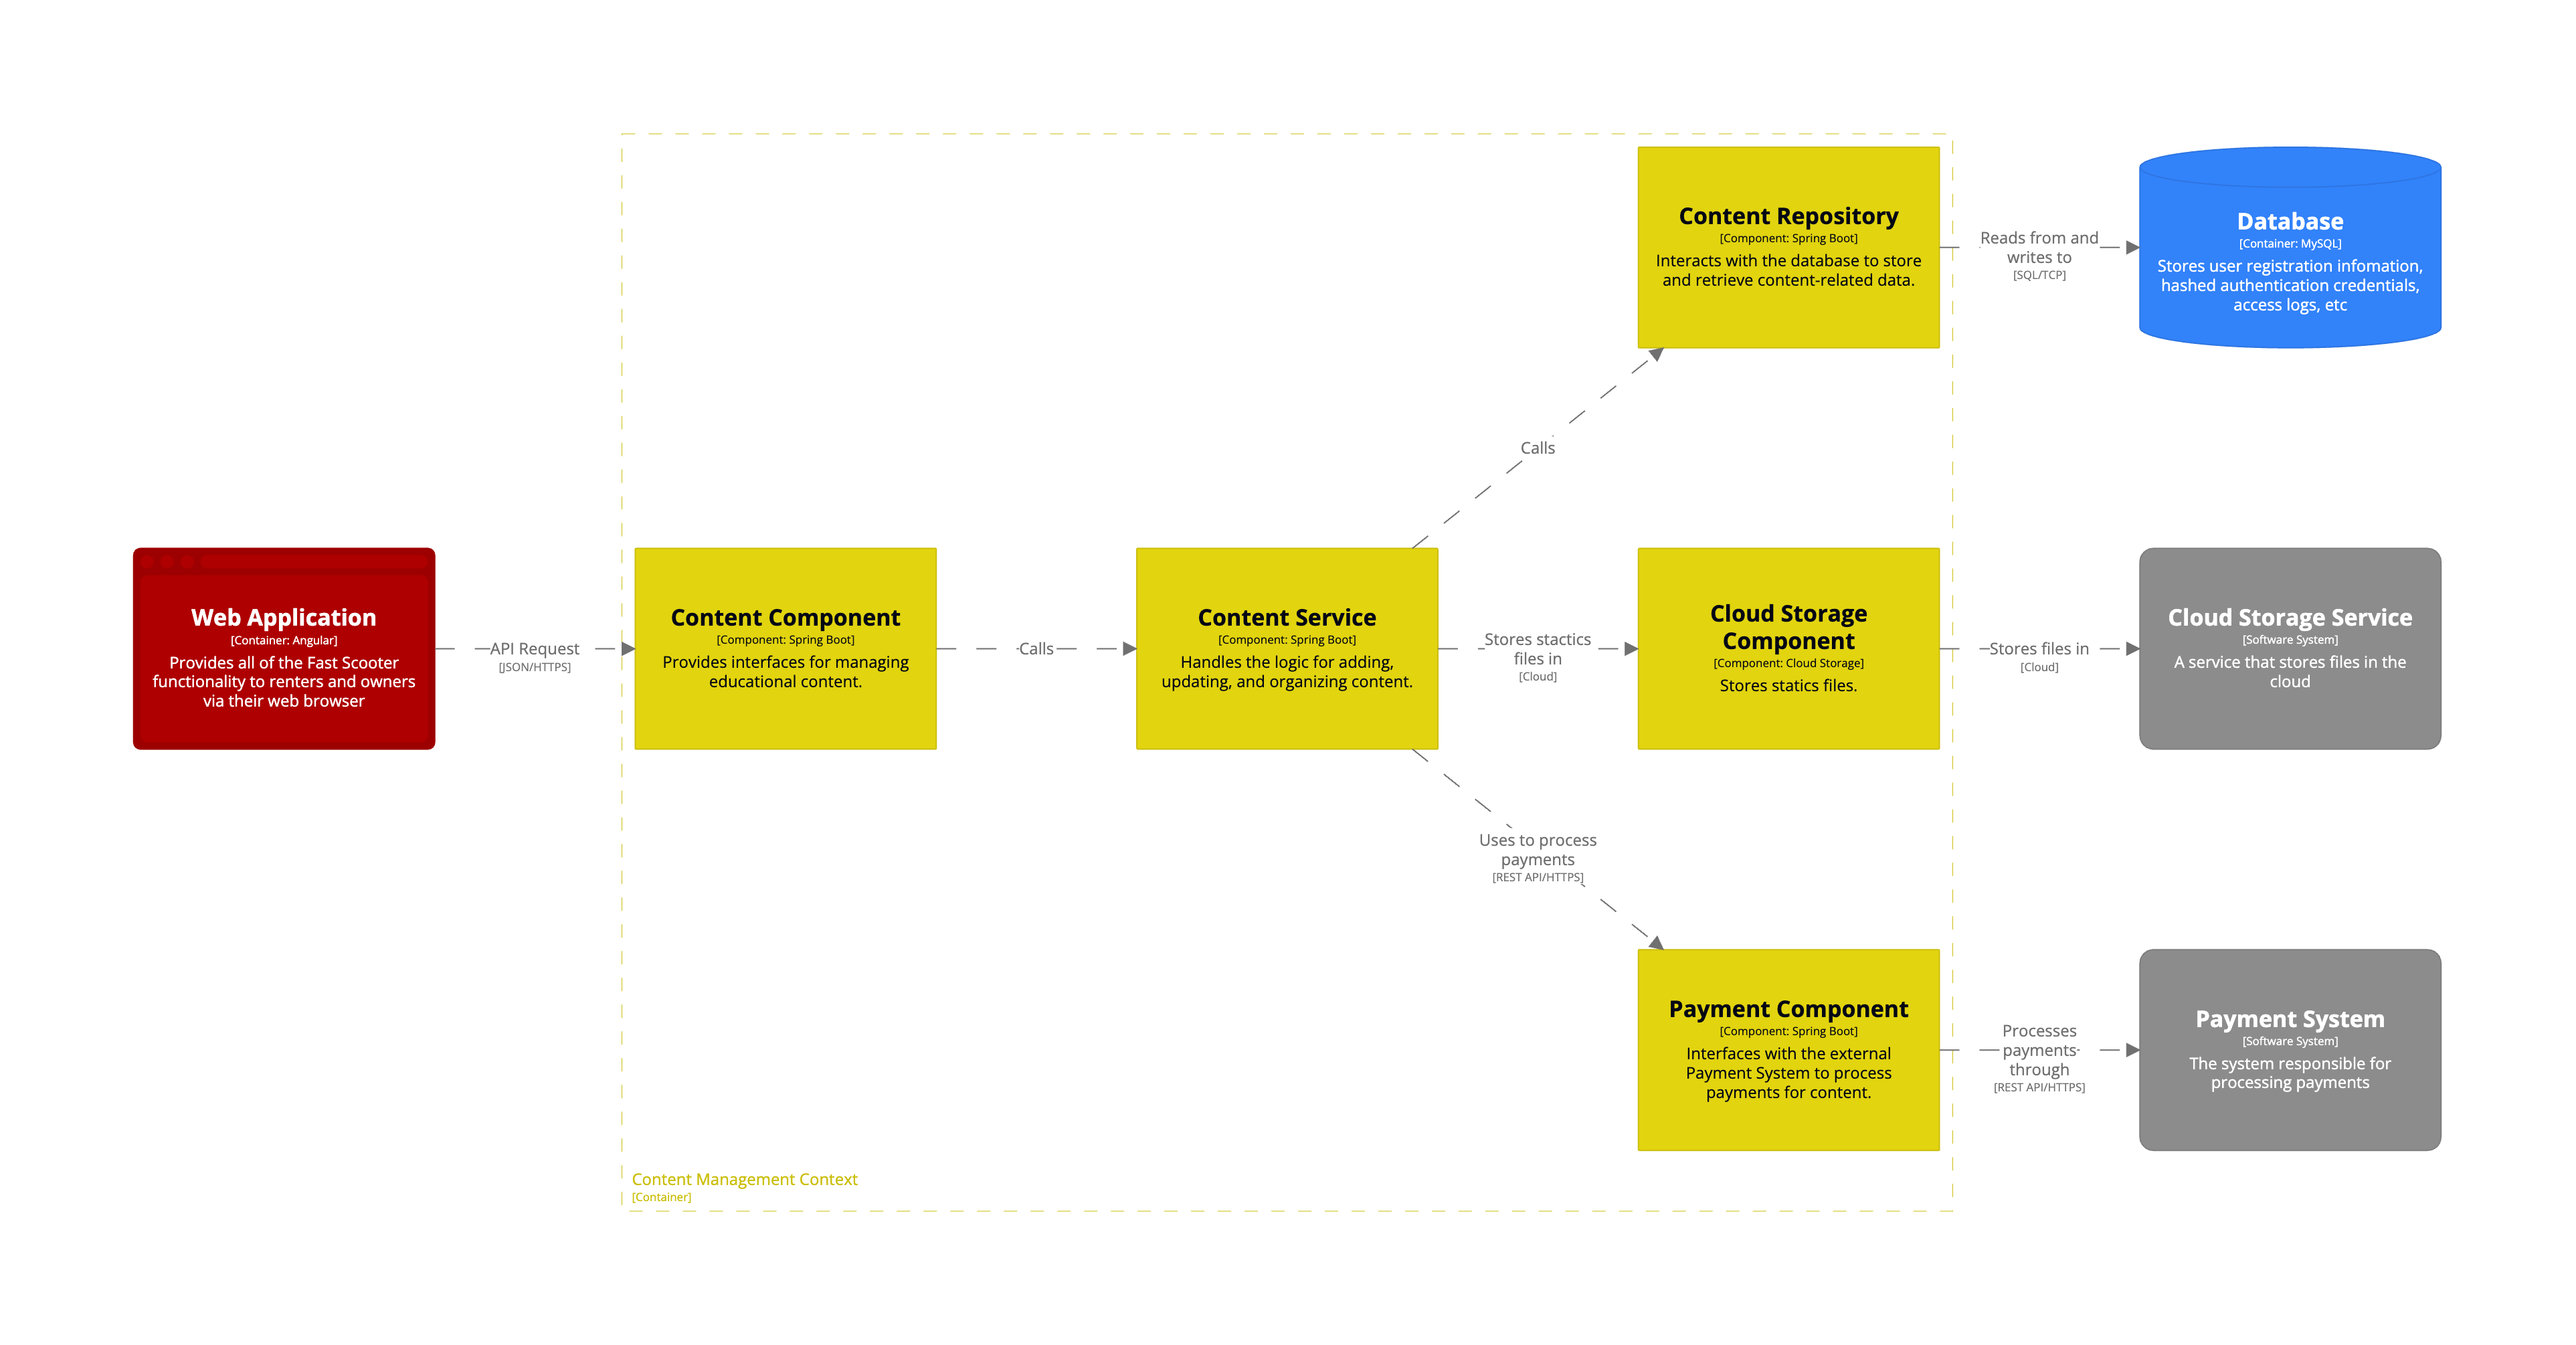 Web Application
[Container: Angular]
Provides all of the Fast Scooter
functionality to renters and owners
via their web browser
API Request
[JSON/HTTPS]
Content Component
[Component: Spring Boot]
Provides interfaces for managing
educational content.
Calls
Content Service
[Component: Spring Boot]
Handles the logic for adding,
updating, and organizing content.
Calls
Content Repository
[Component: Spring Boot]
Interacts with the database to store
and retrieve content-related data.
Reads from and
writes to
[SQL/TCP]
Database
[Container: MySQL]
Stores user registration infomation,
hashed authentication credentials,
access logs, etc
Stores stactics
files in
[Cloud]
Cloud Storage
Component
[Component: Cloud Storage]
Stores statics files.
Stores files in
[Cloud]
Cloud Storage Service
[Software System]
A service that stores files in the
cloud
Uses to process
payments
[REST API/HTTPS]
Payment Component
[Component: Spring Boot]
Interfaces with the external
Payment System to process
payments for content.
Processes
payments
through
[REST API/HTTPS]
Payment System
[Software System]
The system responsible for
processing payments
Content Management Context
[Container]